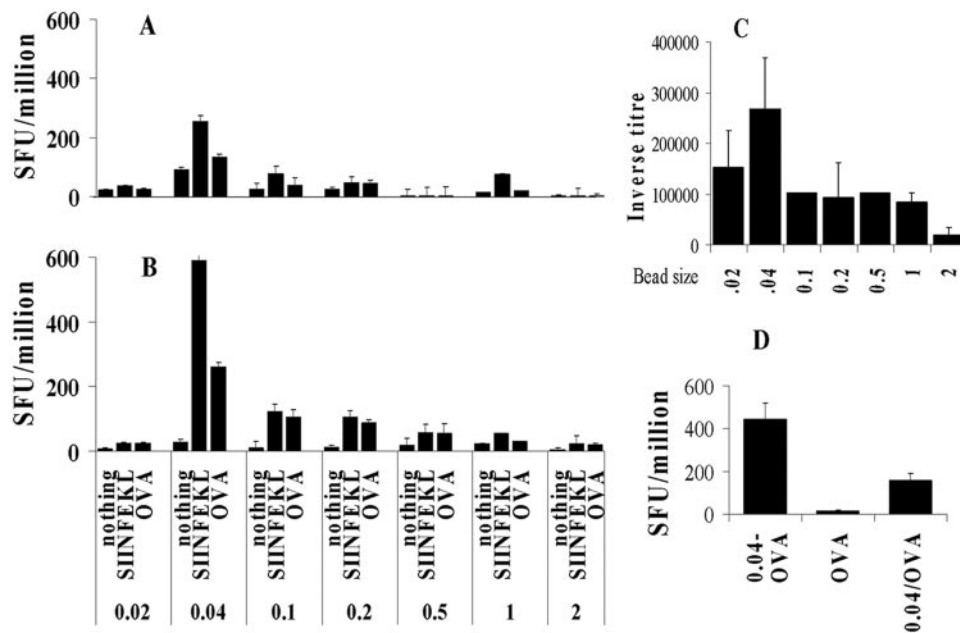 A
600
400
200
0
SFU/million
B
600
400
200
0
SFU/million
nothing SIINFEKL OVA nothing SIINFEKL OVA nothing SIINFEKL OVA nothing SIINFEKL OVA nothing SIINFEKL OVA nothing SIINFEKL OVA nothing SIINFEKL OVA
0.02 0.04 0.1 0.2 0.5 1 2
C
400000
300000
200000
100000
0
Inverse titre
Bead size .02 .04 0.1 0.2 0.5 1 2
D
600
400
200
0
SFU/million
0.04-
OVA
OVA
0.04/OVA